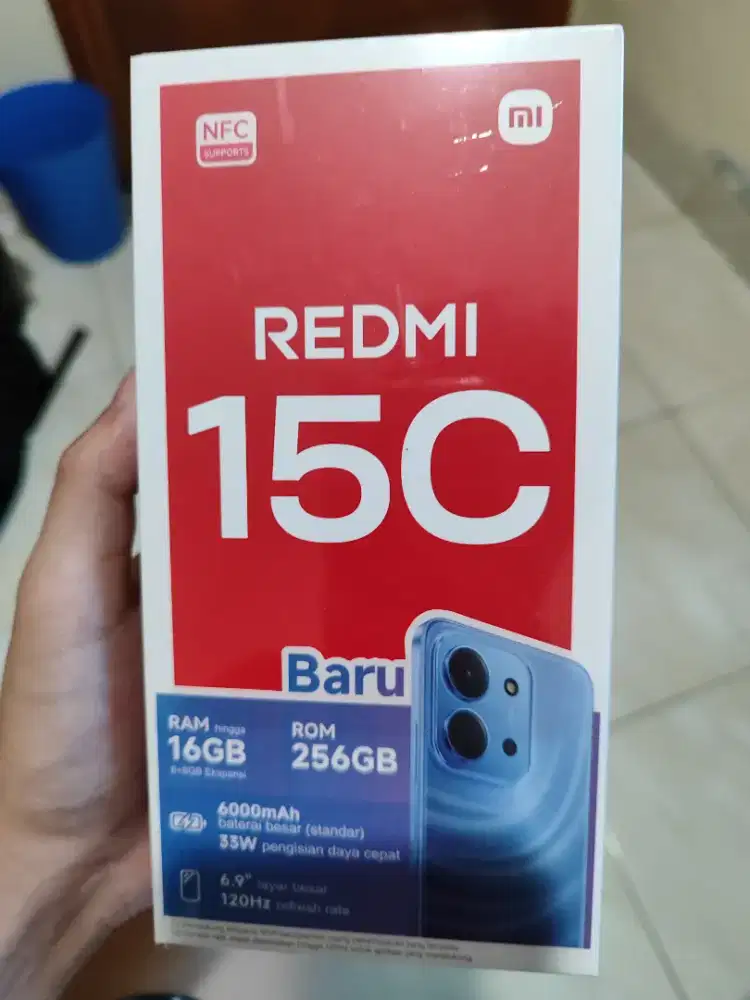 NFC
SUPPORTS
mi
REDMI
15C
Baru
RAM hingga
16GB
8+8GB Ekspansi
ROM
256GB
6000mAh
baterai besar (standar)
33W pengisian daya cepat
6.9" layar besar
120Hz refresh rate